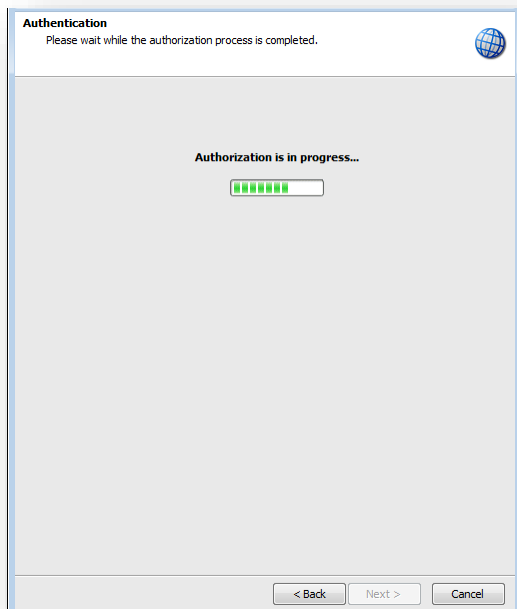 Authentication
Please wait while the authorization process is completed.
Authorization is in progress...
< Back
Next >
Cancel